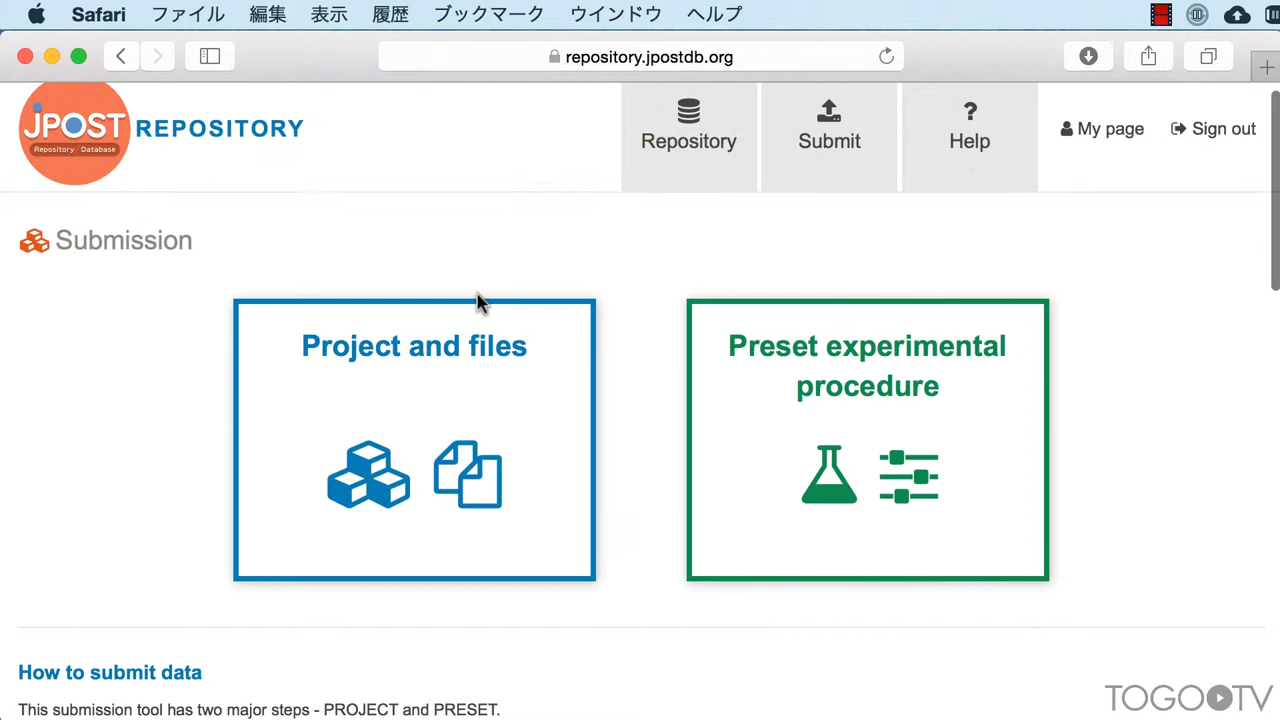 Safari ファイル 編集 表示 履歴 ブックマーク ウインドウ ヘルプ
repository.jpostdb.org
jPOST
Repository/Database
REPOSITORY
Repository
Submit
?
Help
My page
Sign out
Submission
Project and files
Preset experimental
procedure
How to submit data
This submission tool has two major steps - PROJECT and PRESET.
TOGO TV